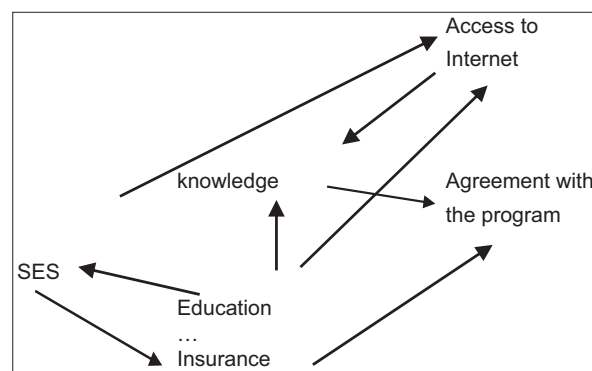 Access to
Internet
knowledge
Agreement with
the program
SES
Education
…
Insurance